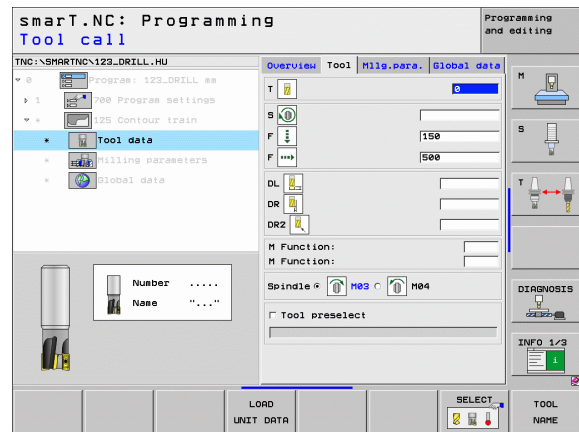 smarT.NC: Programming
Tool call
Programming
and editing
TNC:\SMARTNC\123_DRILL.HU
0 Program: 123_DRILL mm
1 700 Program settings
* 125 Contour train
* Tool data
* Milling parameters
* Global data
Overview Tool Mllg.para. Global data
T 0
S
F 150
F 500
DL
DR
DR2
M Function:
M Function:
Spindle M03 M04
Tool preselect
Number .....
Name "..."
M
S
T
DIAGNOSIS
INFO 1/3
i
LOAD
UNIT DATA
SELECT
TOOL
NAME